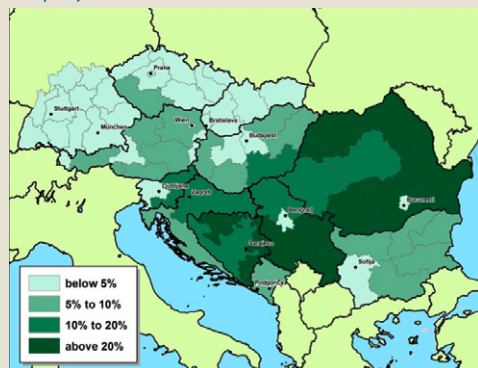 Praha
Stuttgart
München
Wien
Bratislava
Budapest
Ljubljana
Zagreb
Beograd
Bucuresti
Sarajevo
Sofija
Podgorica
below 5%
5% to 10%
10% to 20%
above 20%